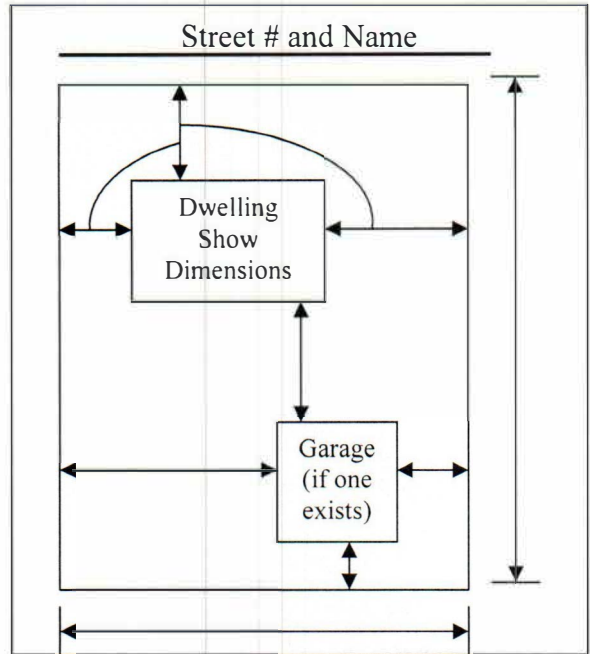 Street # and Name
Dwelling
Show
Dimensions
Garage
(if one
exists)